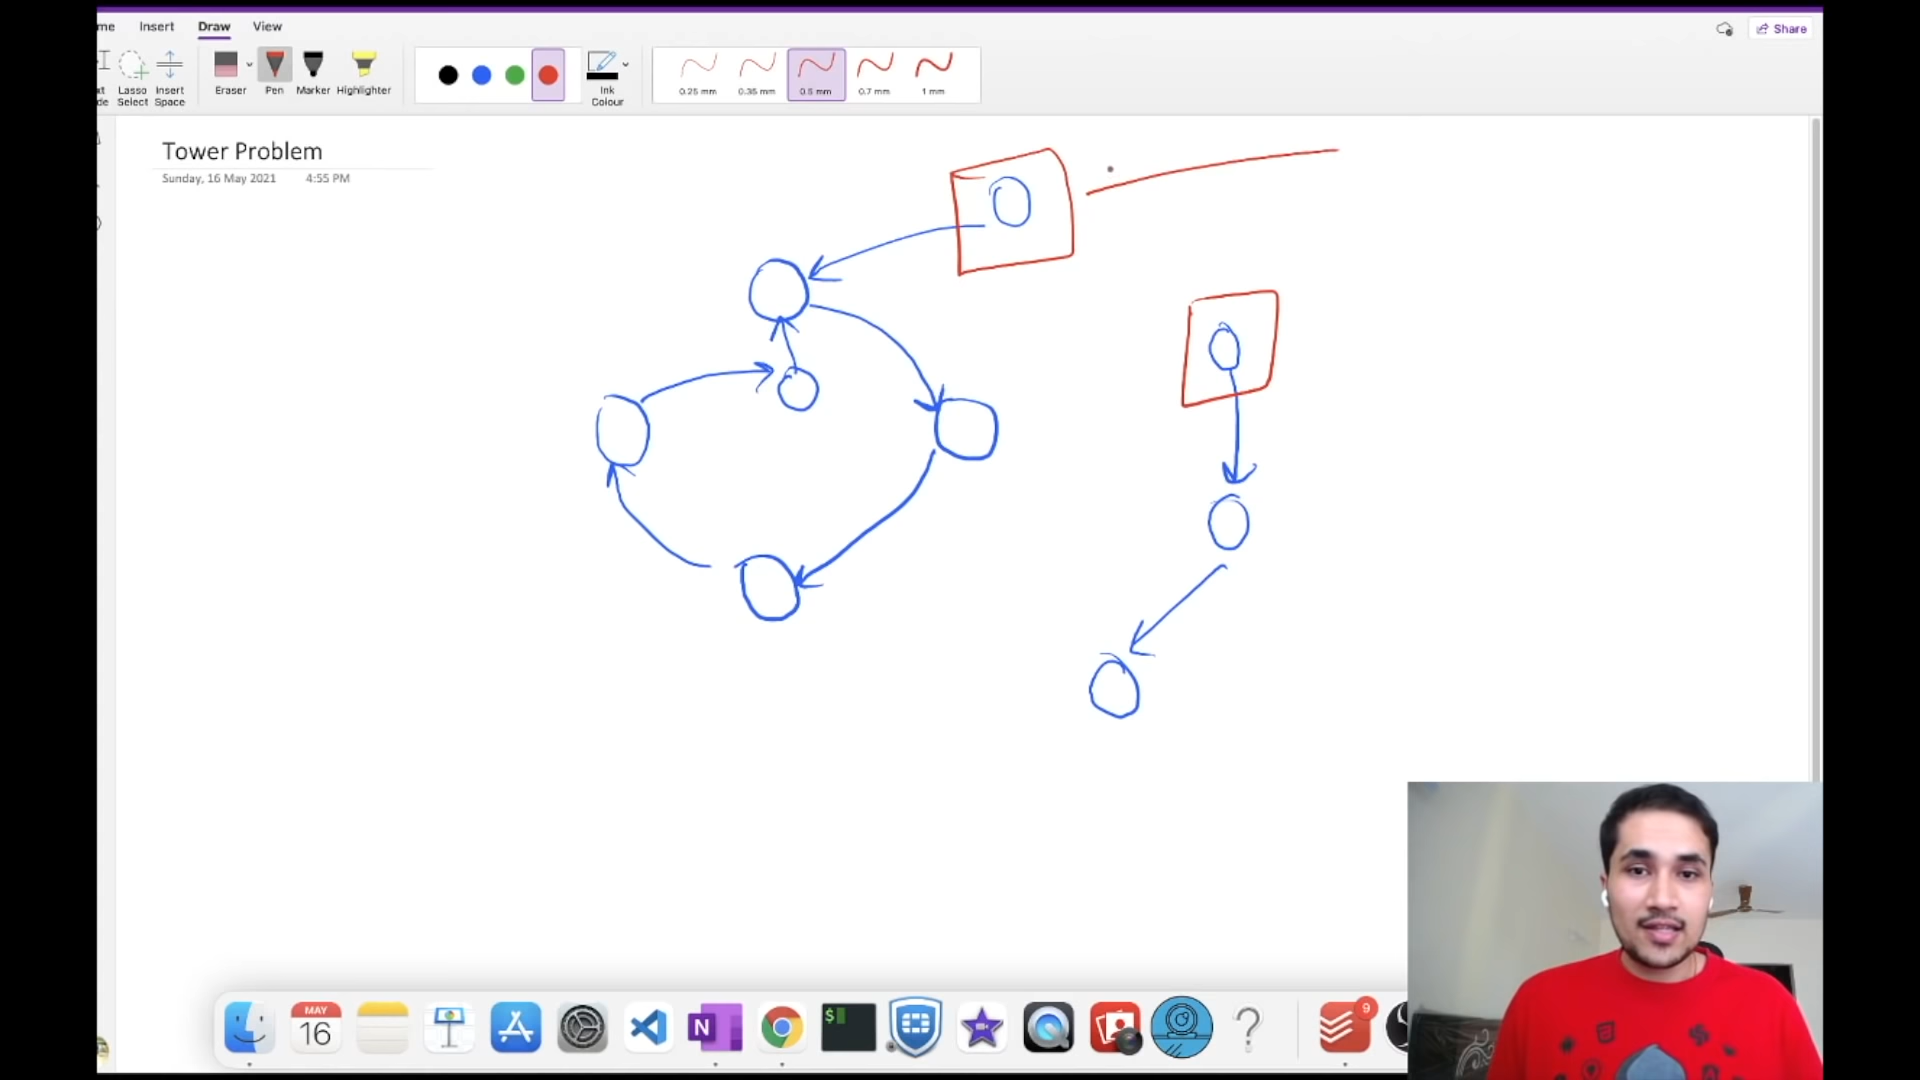 me Insert Draw View
Share
Lasso Select
Insert Space
Eraser
Pen
Marker
Highlighter
Ink Colour
0.25 mm
0.35 mm
0.5 mm
0.7 mm
1 mm
Tower Problem
Sunday, 16 May 2021 4:55 PM
MAY
16
N
$
?
9